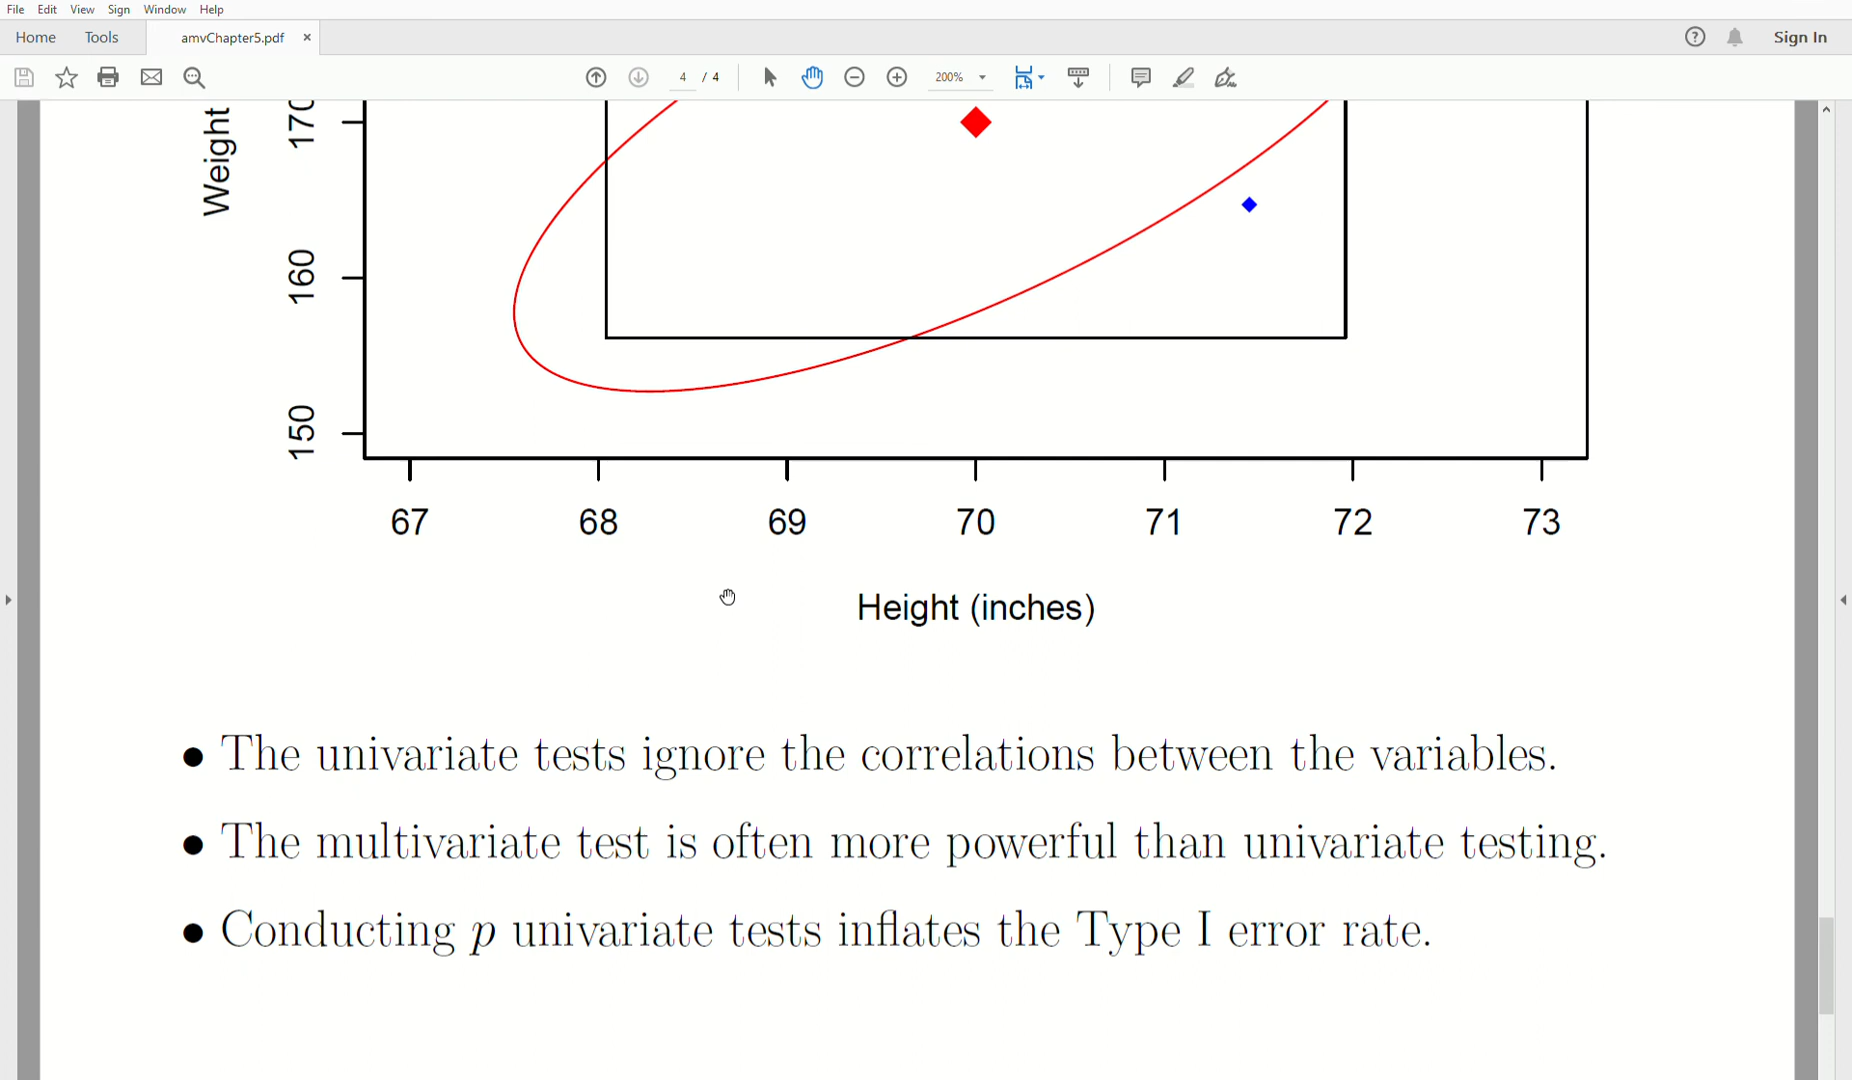 File Edit View Sign Window Help
Home Tools amvChapter5.pdf × Sign In
4 / 4 200%
Weight
170
160
150
67 68 69 70 71 72 73
Height (inches)
• The univariate tests ignore the correlations between the variables.
• The multivariate test is often more powerful than univariate testing.
• Conducting p univariate tests inflates the Type I error rate.